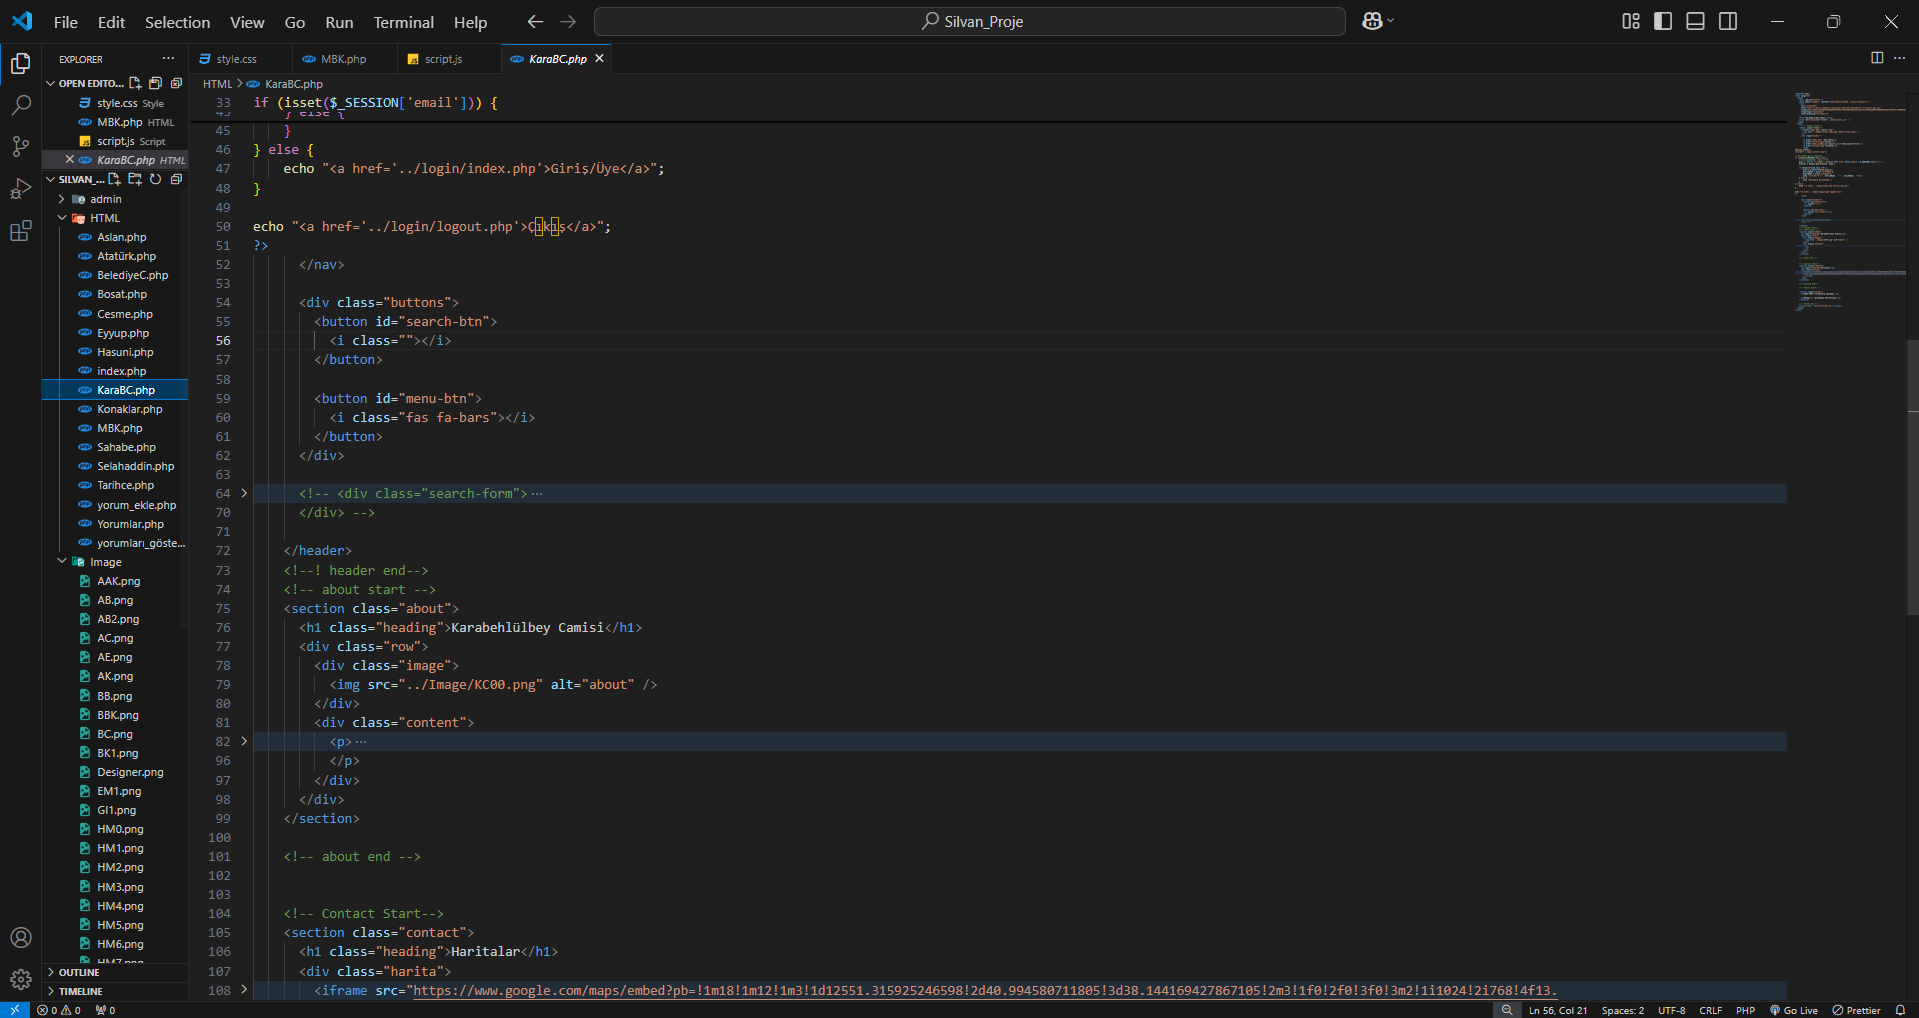 File Edit Selection View Go Run Terminal Help
Silvan_Proje
EXPLORER
OPEN EDITO...
style.css Style
MBK.php HTML
script.js Script
KaraBC.php HTML
SILVAN_...
admin
HTML
Aslan.php
Atatürk.php
BelediyeC.php
Bosat.php
Cesme.php
Eyyup.php
Hasuni.php
index.php
KaraBC.php
Konaklar.php
MBK.php
Sahabe.php
Selahaddin.php
Tarihce.php
yorum_ekle.php
Yorumlar.php
yorumları_göste...
Image
AAK.png
AB.png
AB2.png
AC.png
AE.png
AK.png
BB.png
BBK.png
BC.png
BK1.png
Designer.png
EM1.png
GI1.png
HM0.png
HM1.png
HM2.png
HM3.png
HM4.png
HM5.png
HM6.png
HM7.png
OUTLINE
TIMELINE
style.css MBK.php script.js KaraBC.php
HTML > KaraBC.php
33 if (isset($_SESSION['email'])) {
43 } else {
45 }
46 } else {
47 echo "<a href='../login/index.php'>Giriş/Üye</a>";
48 }
49
50 echo "<a href='../login/logout.php'>Çıkış</a>";
51 ?>
52 </nav>
53
54 <div class="buttons">
55 <button id="search-btn">
56 <i class=""></i>
57 </button>
58
59 <button id="menu-btn">
60 <i class="fas fa-bars"></i>
61 </button>
62 </div>
63
64 <!-- <div class="search-form">···
70 </div> -->
71
72 </header>
73 <!--! header end-->
74 <!-- about start -->
75 <section class="about">
76 <h1 class="heading">Karabehlülbey Camisi</h1>
77 <div class="row">
78 <div class="image">
79 <img src="../Image/KC00.png" alt="about" />
80 </div>
81 <div class="content">
82 <p>···
96 </p>
97 </div>
98 </div>
99 </section>
100
101 <!-- about end -->
102
103
104 <!-- Contact Start-->
105 <section class="contact">
106 <h1 class="heading">Haritalar</h1>
107 <div class="harita">
108 <iframe src="https://www.google.com/maps/embed?pb=!1m18!1m12!1m3!1d12551.315925246598!2d40.994580711805!3d38.144169427867105!2m3!1f0!2f0!3f0!3m2!1i1024!2i768!4f13.
0 0 0 Ln 56, Col 21 Spaces: 2 UTF-8 CRLF PHP Go Live Prettier